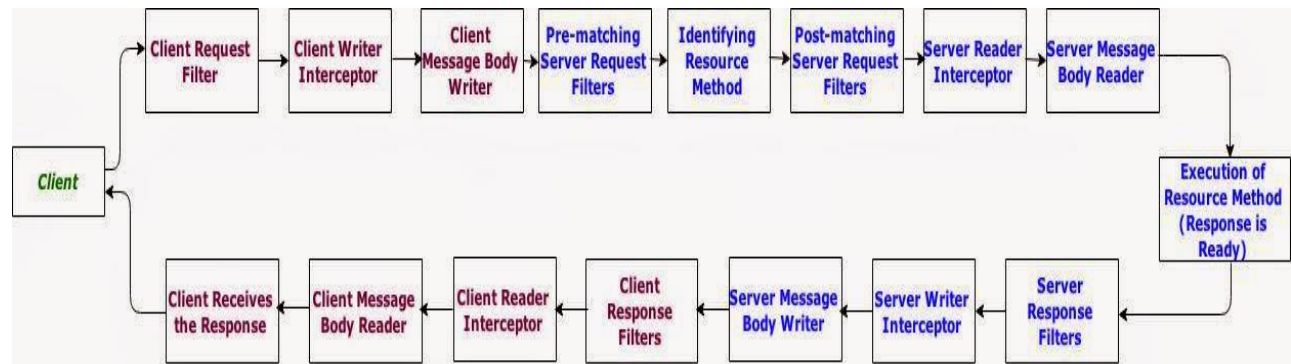 Client Request
Filter
Client Writer
Interceptor
Client
Message Body
Writer
Pre-matching
Server Request
Filters
Identifying
Resource
Method
Post-matching
Server Request
Filters
Server Reader
Interceptor
Server Message
Body Reader
Client
Execution of
Resource Method
(Response is
Ready)
Client Receives
the Response
Client Message
Body Reader
Client Reader
Interceptor
Client
Response
Filters
Server Message
Body Writer
Server Writer
Interceptor
Server
Response
Filters